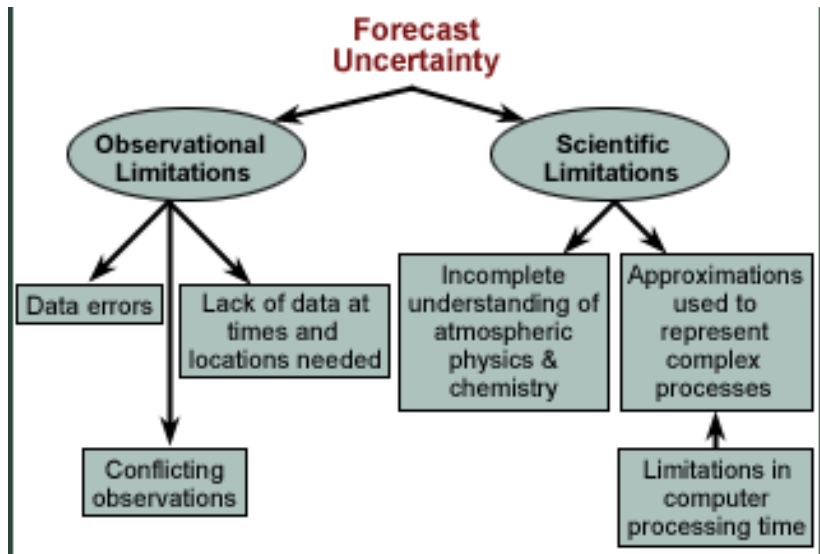 Forecast
Uncertainty
Observational
Limitations
Scientific
Limitations
Data errors
Lack of data at
times and
locations needed
Conflicting
observations
Incomplete
understanding of
atmospheric
physics &
chemistry
Approximations
used to
represent
complex
processes
Limitations in
computer
processing time